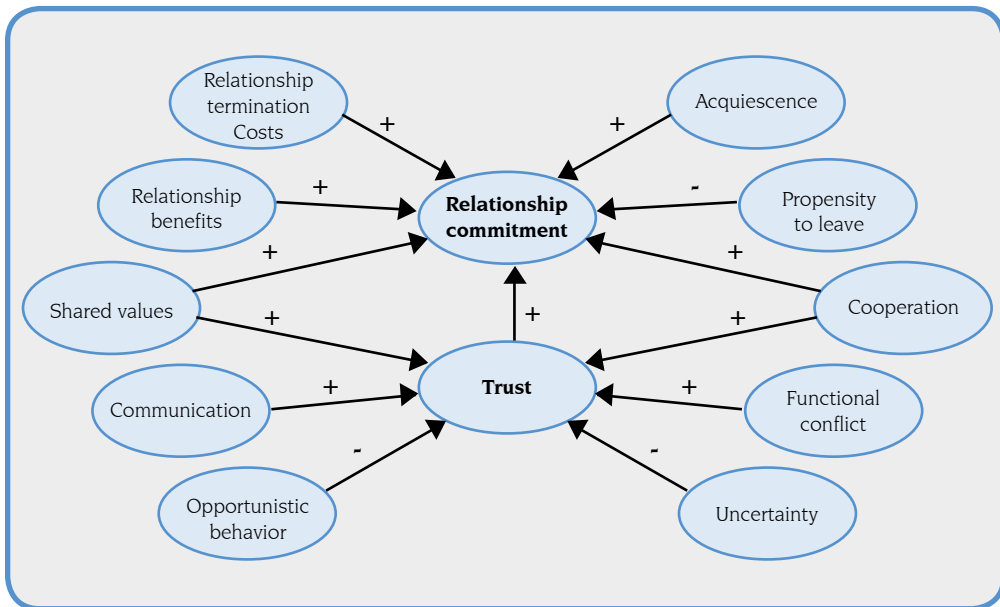 Relationship
termination
Costs
+
Acquiescence
+
Relationship
benefits
+
Relationship
commitment
-
Propensity
to leave
+
+
Shared values
+
+
+
Cooperation
Trust
Communication
+
+
Functional
conflict
-
-
Opportunistic
behavior
Uncertainty